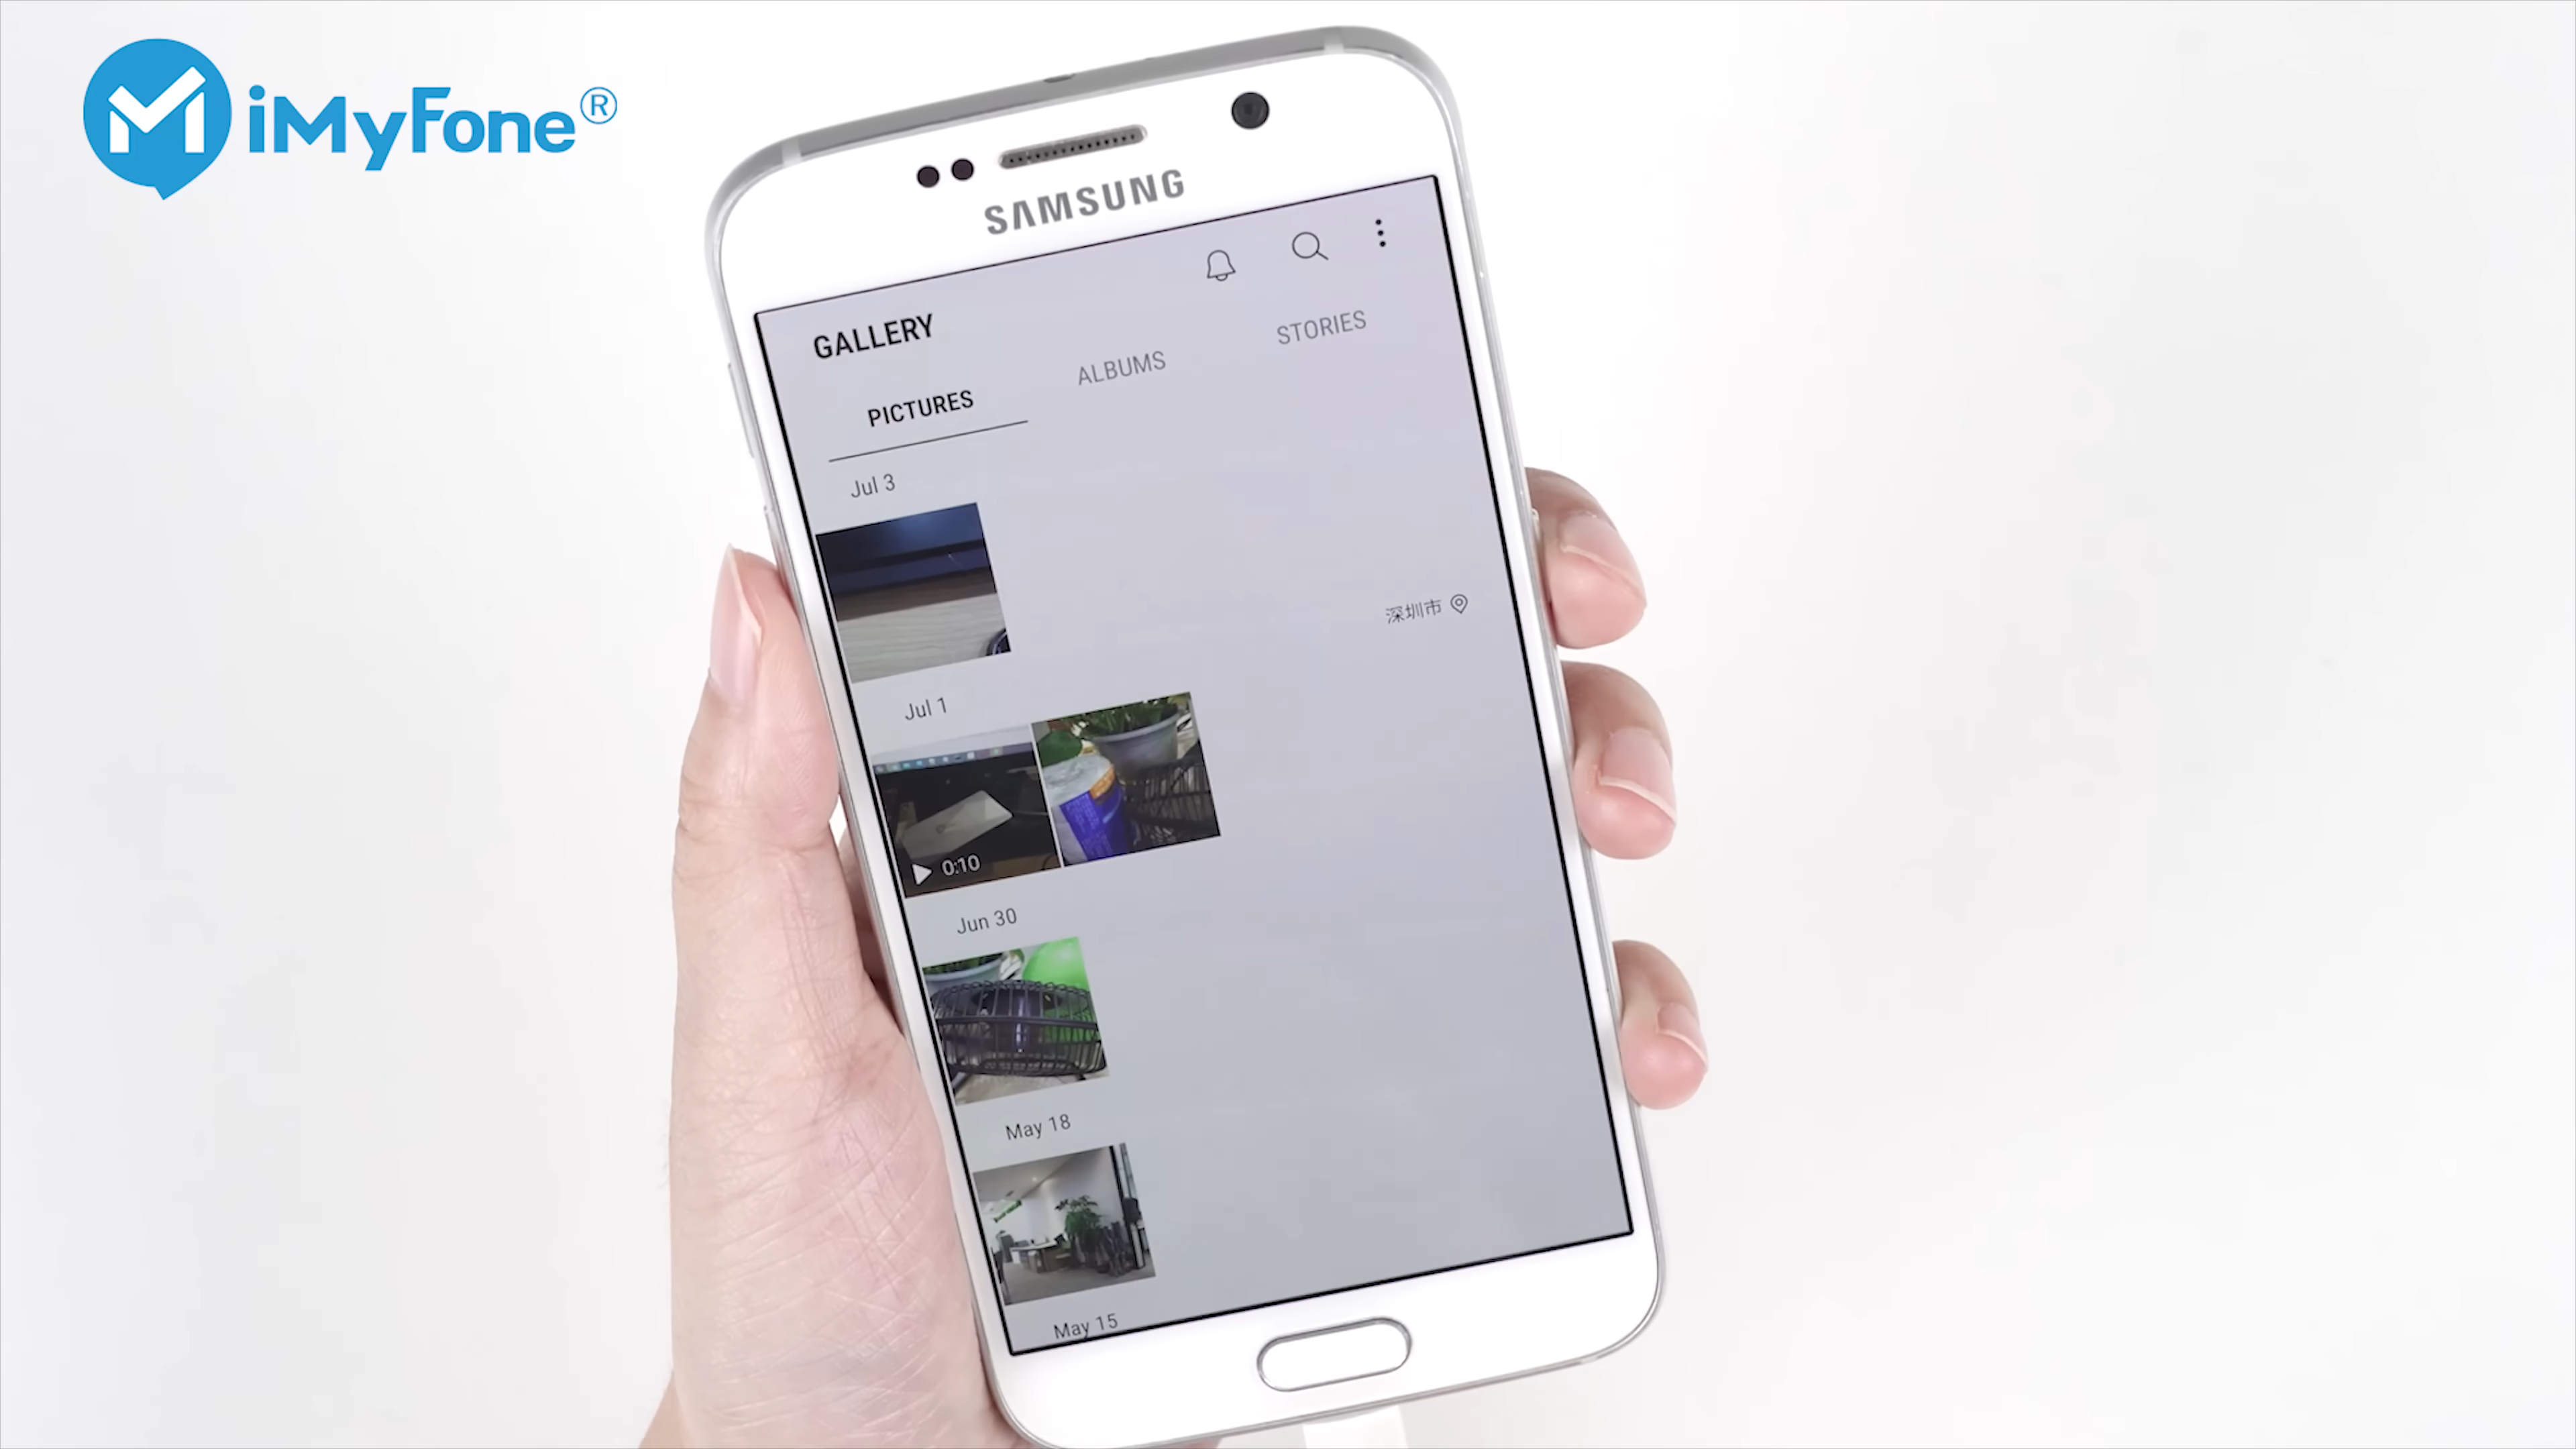 iMyFone®
SAMSUNG
GALLERY
PICTURES
ALBUMS
STORIES
Jul 3
深圳市
Jul 1
0:10
Jun 30
May 18
May 15